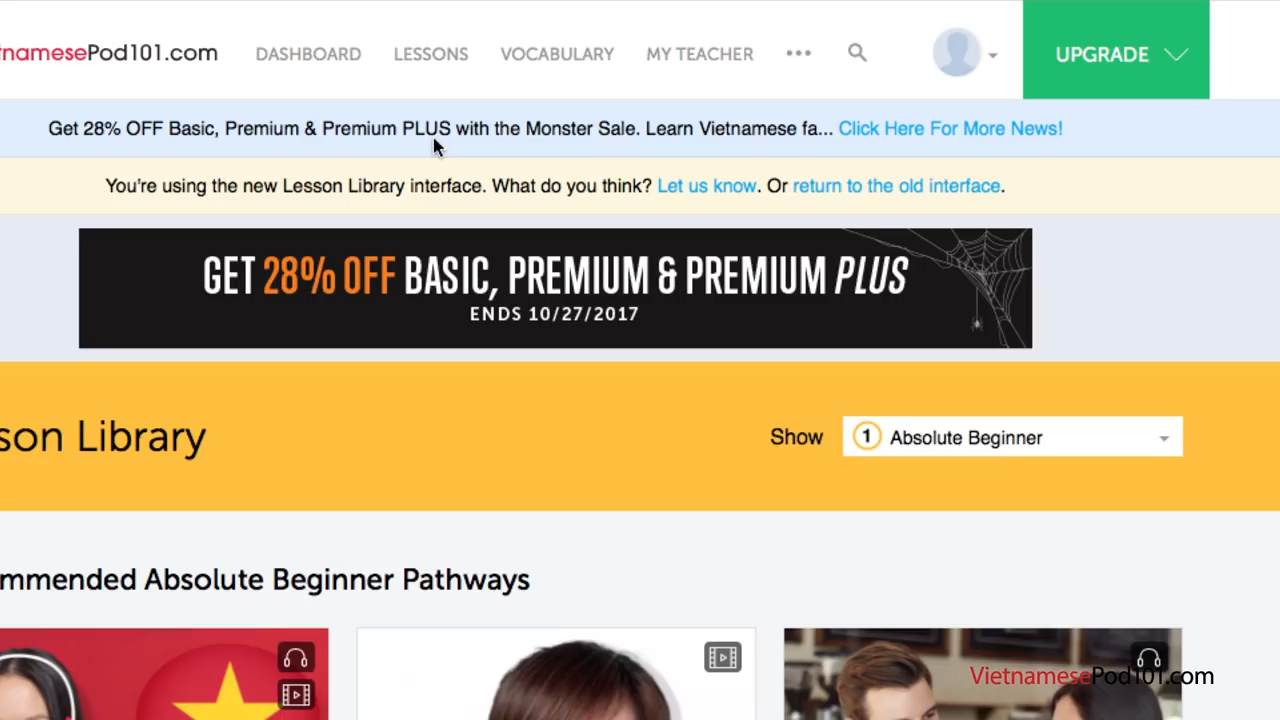 etnamesePod101.com DASHBOARD LESSONS VOCABULARY MY TEACHER ••• UPGRADE
Get 28% OFF Basic, Premium & Premium PLUS with the Monster Sale. Learn Vietnamese fa... Click Here For More News!
You're using the new Lesson Library interface. What do you think? Let us know. Or return to the old interface.
GET 28% OFF BASIC, PREMIUM & PREMIUM PLUS
ENDS 10/27/2017
son Library Show 1 Absolute Beginner
mmended Absolute Beginner Pathways
VietnamesePod101.com